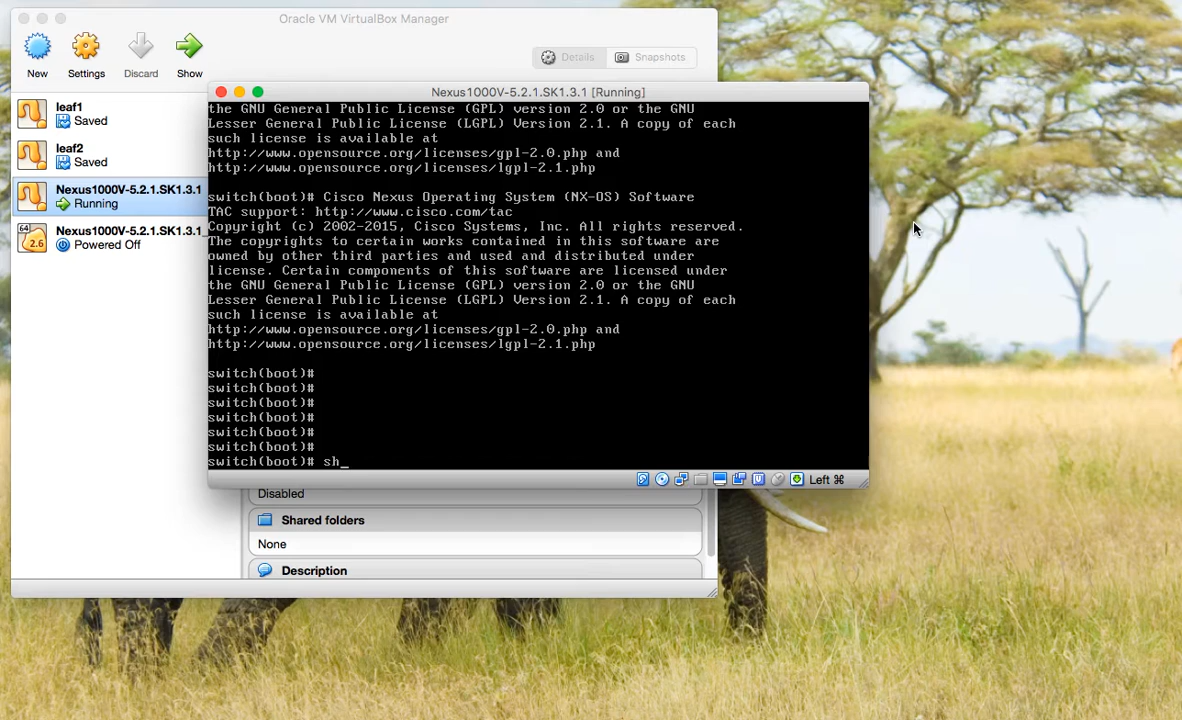 Oracle VM VirtualBox Manager
New
Settings
Discard
Show
Details
Snapshots
leaf1
Saved
leaf2
Saved
Nexus1000V-5.2.1.SK1.3.1
Running
64
2.6
Nexus1000V-5.2.1.SK1.3.1_
Powered Off
Nexus1000V-5.2.1.SK1.3.1 [Running]
the GNU General Public License (GPL) version 2.0 or the GNU
Lesser General Public License (LGPL) Version 2.1. A copy of each
such license is available at
http://www.opensource.org/licenses/gpl-2.0.php and
http://www.opensource.org/licenses/lgpl-2.1.php
switch(boot)# Cisco Nexus Operating System (NX-OS) Software
TAC support: http://www.cisco.com/tac
Copyright (c) 2002-2015, Cisco Systems, Inc. All rights reserved.
The copyrights to certain works contained in this software are
owned by other third parties and used and distributed under
license. Certain components of this software are licensed under
the GNU General Public License (GPL) version 2.0 or the GNU
Lesser General Public License (LGPL) Version 2.1. A copy of each
such license is available at
http://www.opensource.org/licenses/gpl-2.0.php and
http://www.opensource.org/licenses/lgpl-2.1.php
switch(boot)#
switch(boot)#
switch(boot)#
switch(boot)#
switch(boot)#
switch(boot)#
switch(boot)# sh_
Left ⌘
Disabled
Shared folders
None
Description